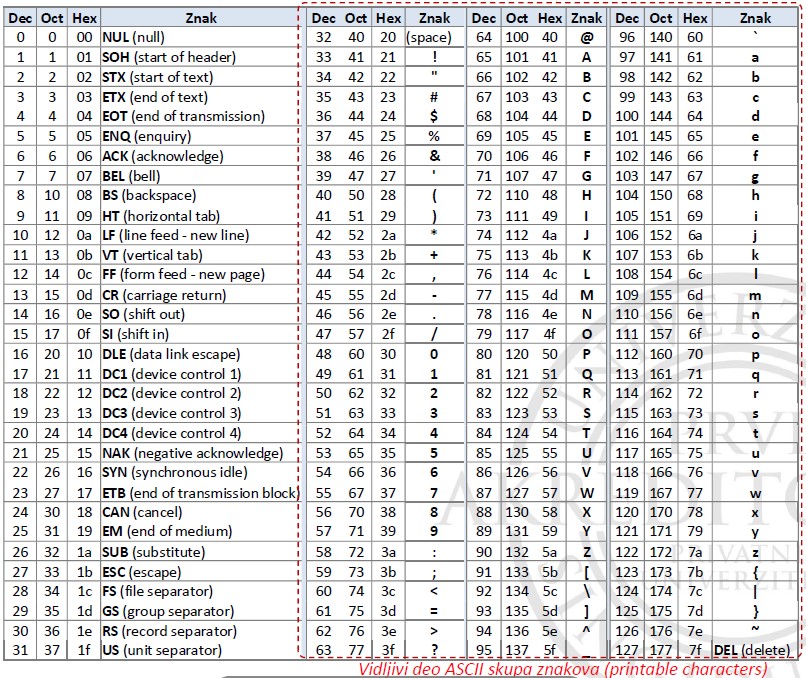 Dec Oct Hex Znak Dec Oct Hex Znak Dec Oct Hex Znak Dec Oct Hex Znak
0 0 00 NUL (null) 32 40 20 (space) 64 100 40 @ 96 140 60 `
1 1 01 SOH (start of header) 33 41 21 ! 65 101 41 A 97 141 61 a
2 2 02 STX (start of text) 34 42 22 " 66 102 42 B 98 142 62 b
3 3 03 ETX (end of text) 35 43 23 # 67 103 43 C 99 143 63 c
4 4 04 EOT (end of transmission) 36 44 24 $ 68 104 44 D 100 144 64 d
5 5 05 ENQ (enquiry) 37 45 25 % 69 105 45 E 101 145 65 e
6 6 06 ACK (acknowledge) 38 46 26 & 70 106 46 F 102 146 66 f
7 7 07 BEL (bell) 39 47 27 ' 71 107 47 G 103 147 67 g
8 10 08 BS (backspace) 40 50 28 ( 72 110 48 H 104 150 68 h
9 11 09 HT (horizontal tab) 41 51 29 ) 73 111 49 I 105 151 69 i
10 12 0a LF (line feed - new line) 42 52 2a * 74 112 4a J 106 152 6a j
11 13 0b VT (vertical tab) 43 53 2b + 75 113 4b K 107 153 6b k
12 14 0c FF (form feed - new page) 44 54 2c , 76 114 4c L 108 154 6c l
13 15 0d CR (carriage return) 45 55 2d - 77 115 4d M 109 155 6d m
14 16 0e SO (shift out) 46 56 2e . 78 116 4e N 110 156 6e n
15 17 0f SI (shift in) 47 57 2f / 79 117 4f O 111 157 6f o
16 20 10 DLE (data link escape) 48 60 30 0 80 120 50 P 112 160 70 p
17 21 11 DC1 (device control 1) 49 61 31 1 81 121 51 Q 113 161 71 q
18 22 12 DC2 (device control 2) 50 62 32 2 82 122 52 R 114 162 72 r
19 23 13 DC3 (device control 3) 51 63 33 3 83 123 53 S 115 163 73 s
20 24 14 DC4 (device control 4) 52 64 34 4 84 124 54 T 116 164 74 t
21 25 15 NAK (negative acknowledge) 53 65 35 5 85 125 55 U 117 165 75 u
22 26 16 SYN (synchronous idle) 54 66 36 6 86 126 56 V 118 166 76 v
23 27 17 ETB (end of transmission block) 55 67 37 7 87 127 57 W 119 167 77 w
24 30 18 CAN (cancel) 56 70 38 8 88 130 58 X 120 170 78 x
25 31 19 EM (end of medium) 57 71 39 9 89 131 59 Y 121 171 79 y
26 32 1a SUB (substitute) 58 72 3a : 90 132 5a Z 122 172 7a z
27 33 1b ESC (escape) 59 73 3b ; 91 133 5b [ 123 173 7b {
28 34 1c FS (file separator) 60 74 3c < 92 134 5c \ 124 174 7c |
29 35 1d GS (group separator) 61 75 3d = 93 135 5d ] 125 175 7d }
30 36 1e RS (record separator) 62 76 3e > 94 136 5e ^ 126 176 7e ~
31 37 1f US (unit separator) 63 77 3f ? 95 137 5f _ 127 177 7f DEL (delete)
Vidljivi deo ASCII skupa znakova (printable characters)